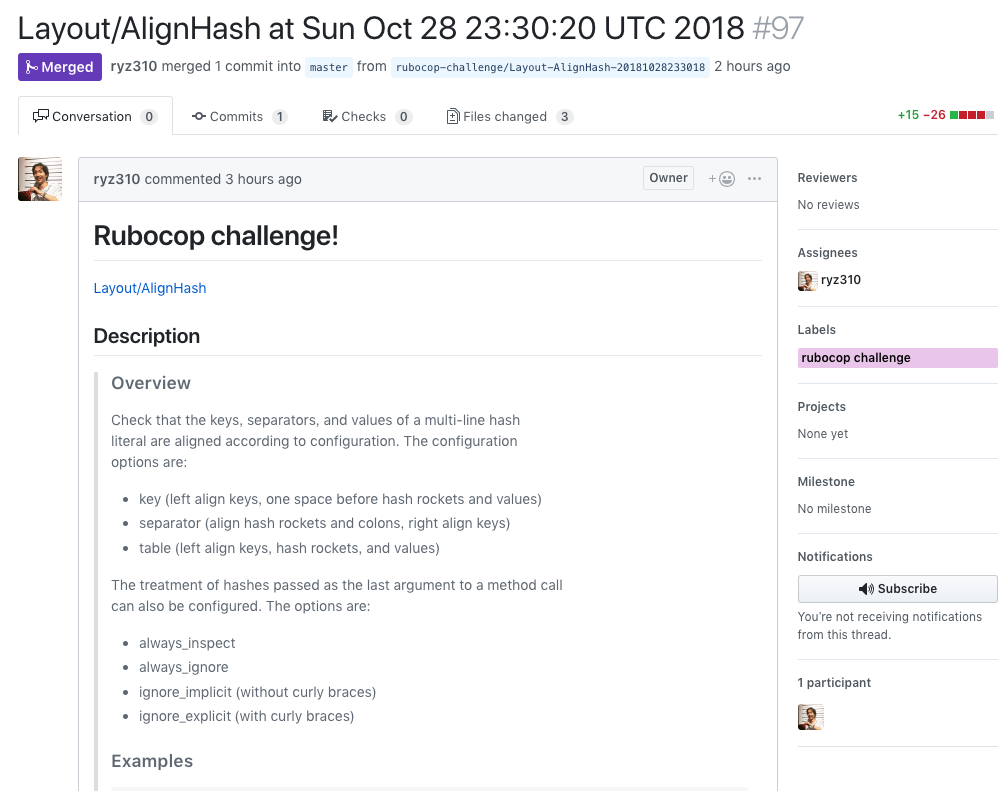 Layout/AlignHash at Sun Oct 28 23:30:20 UTC 2018 #97
Merged ryz310 merged 1 commit into master from rubocop-challenge/Layout-AlignHash-20181028233018 2 hours ago
Conversation 0 Commits 1 Checks 0 Files changed 3 +15 −26
ryz310 commented 3 hours ago Owner + ···
Rubocop challenge!
Layout/AlignHash
Description
Overview
Check that the keys, separators, and values of a multi-line hash
literal are aligned according to configuration. The configuration
options are:
• key (left align keys, one space before hash rockets and values)
• separator (align hash rockets and colons, right align keys)
• table (left align keys, hash rockets, and values)
The treatment of hashes passed as the last argument to a method call
can also be configured. The options are:
• always_inspect
• always_ignore
• ignore_implicit (without curly braces)
• ignore_explicit (with curly braces)
Examples
Reviewers
No reviews
Assignees
ryz310
Labels
rubocop challenge
Projects
None yet
Milestone
No milestone
Notifications
Subscribe
You're not receiving notifications
from this thread.
1 participant